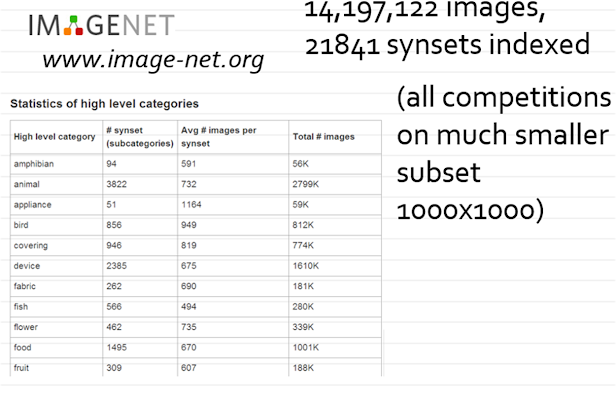 14,197,122 images,
IMAGENET
21841 synsets indexed
www.image-net.org
(all competitions
on much smaller
subset
1000x1000)
Statistics of high level categories
High level category # synset (subcategories) Avg # images per synset Total # images
amphibian 94 591 56K
animal 3822 732 2799K
appliance 51 1164 59K
bird 856 949 812K
covering 946 819 774K
device 2385 675 1610K
fabric 262 690 181K
fish 566 494 280K
flower 462 735 339K
food 1495 670 1001K
fruit 309 607 188K